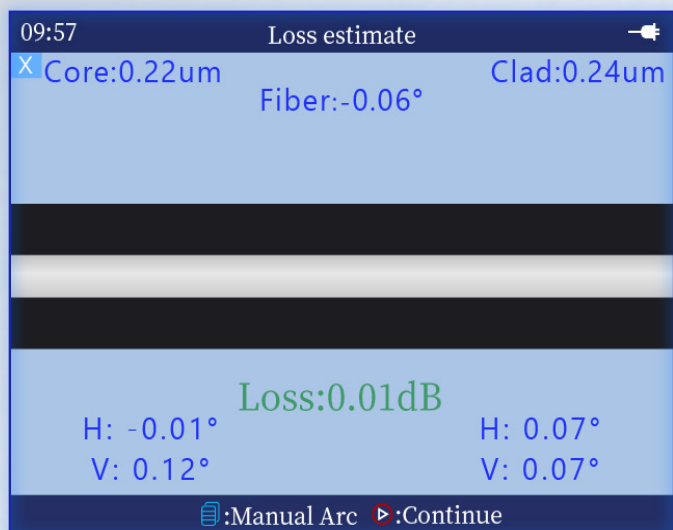 09:57 Loss estimate
X Core:0.22um Clad:0.24um
Fiber:-0.06°
Loss:0.01dB
H: -0.01° H: 0.07°
V: 0.12° V: 0.07°
:Manual Arc :Continue